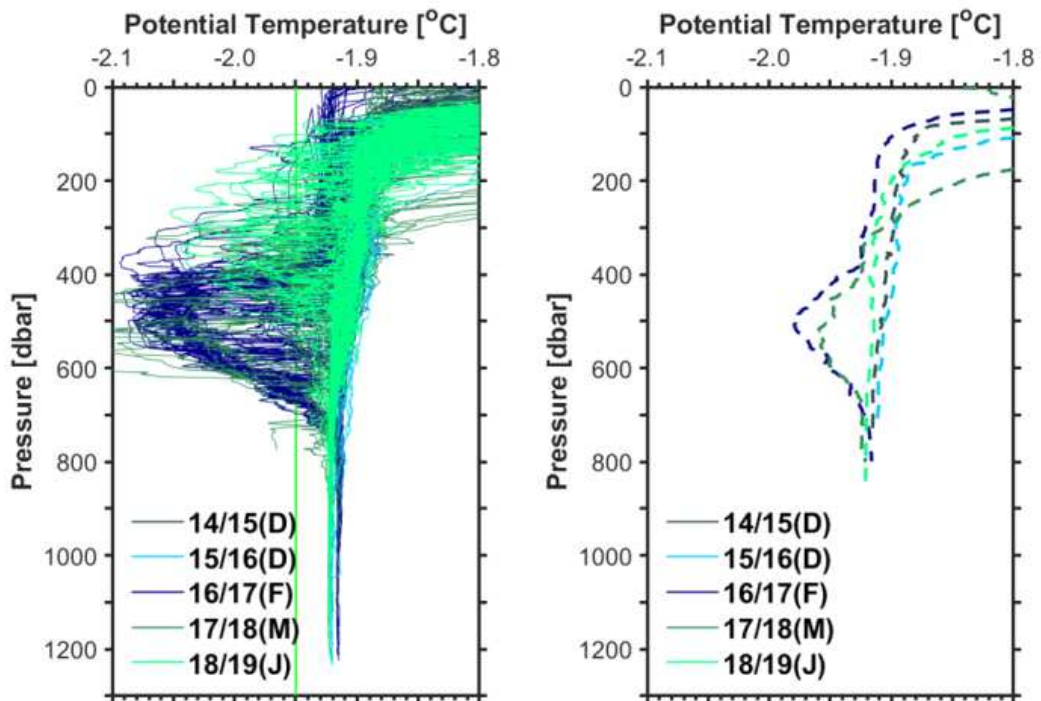 Potential Temperature [°C]
-2.1 -2.0 -1.9 -1.8
0
200
400
600
800
1000
1200
Pressure [dbar]
14/15(D)
15/16(D)
16/17(F)
17/18(M)
18/19(J)
Potential Temperature [°C]
-2.1 -2.0 -1.9 -1.8
0
200
400
600
800
1000
1200
Pressure [dbar]
14/15(D)
15/16(D)
16/17(F)
17/18(M)
18/19(J)